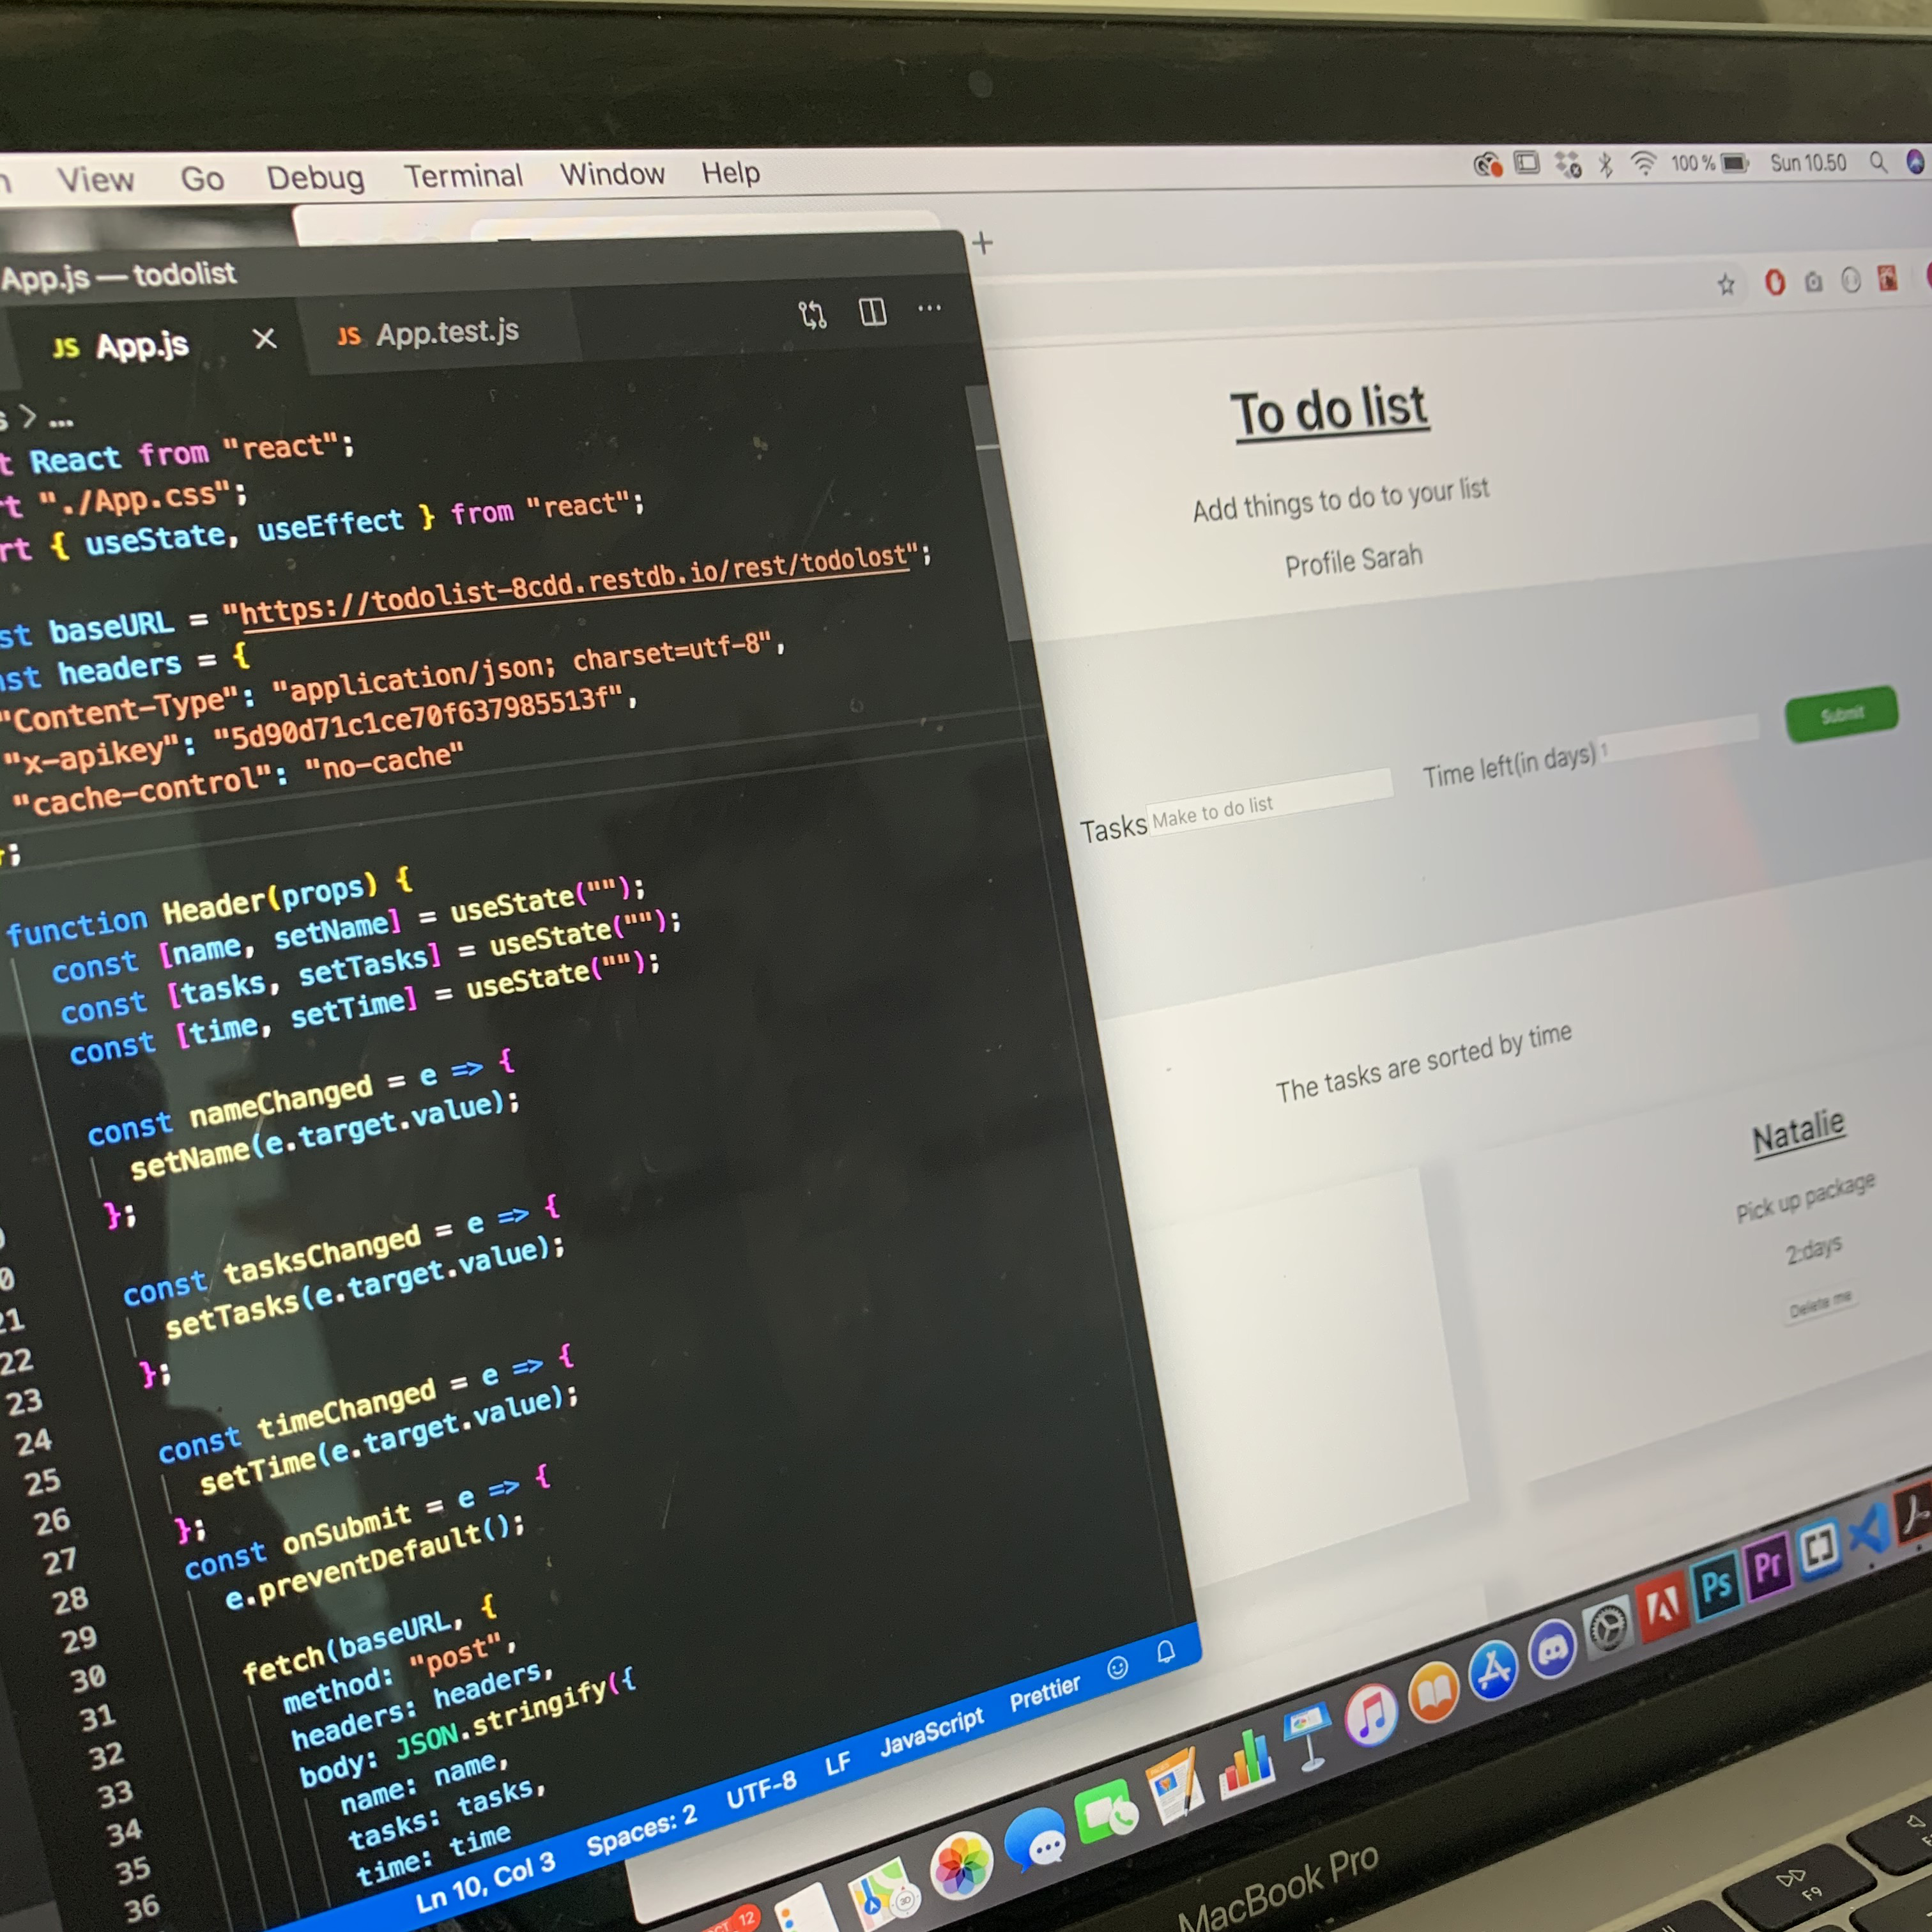 View Go Debug Terminal Window Help
100 % Sun 10.50
App.js — todolist
JS App.js × JS App.test.js ...
s > ...
t React from "react";
rt "./App.css";
rt { useState, useEffect } from "react";
st baseURL = "https://todolist-8cdd.restdb.io/rest/todolost";
nst headers = {
"Content-Type": "application/json; charset=utf-8",
"x-apikey": "5d90d71c1ce70f637985513f",
"cache-control": "no-cache"
};
function Header(props) {
const [name, setName] = useState("");
const [tasks, setTasks] = useState("");
const [time, setTime] = useState("");
const nameChanged = e => {
setName(e.target.value);
};
const tasksChanged = e => {
setTasks(e.target.value);
};
21
22
23
24
25
26
27
28
29
30
31
32
33
34
35
36
const timeChanged = e => {
setTime(e.target.value);
};
const onSubmit = e => {
e.preventDefault();
fetch(baseURL, {
method: "post",
headers: headers,
body: JSON.stringify({
name: name,
tasks: tasks,
time: time
Ln 10, Col 3 Spaces: 2 UTF-8 LF JavaScript Prettier
To do list
Add things to do to your list
Profile Sarah
Tasks Make to do list Time left(in days) 1 Submit
The tasks are sorted by time
Natalie
Pick up package
2:days
Delete me
12
3D
Ps
Pr
MacBook Pro
F9